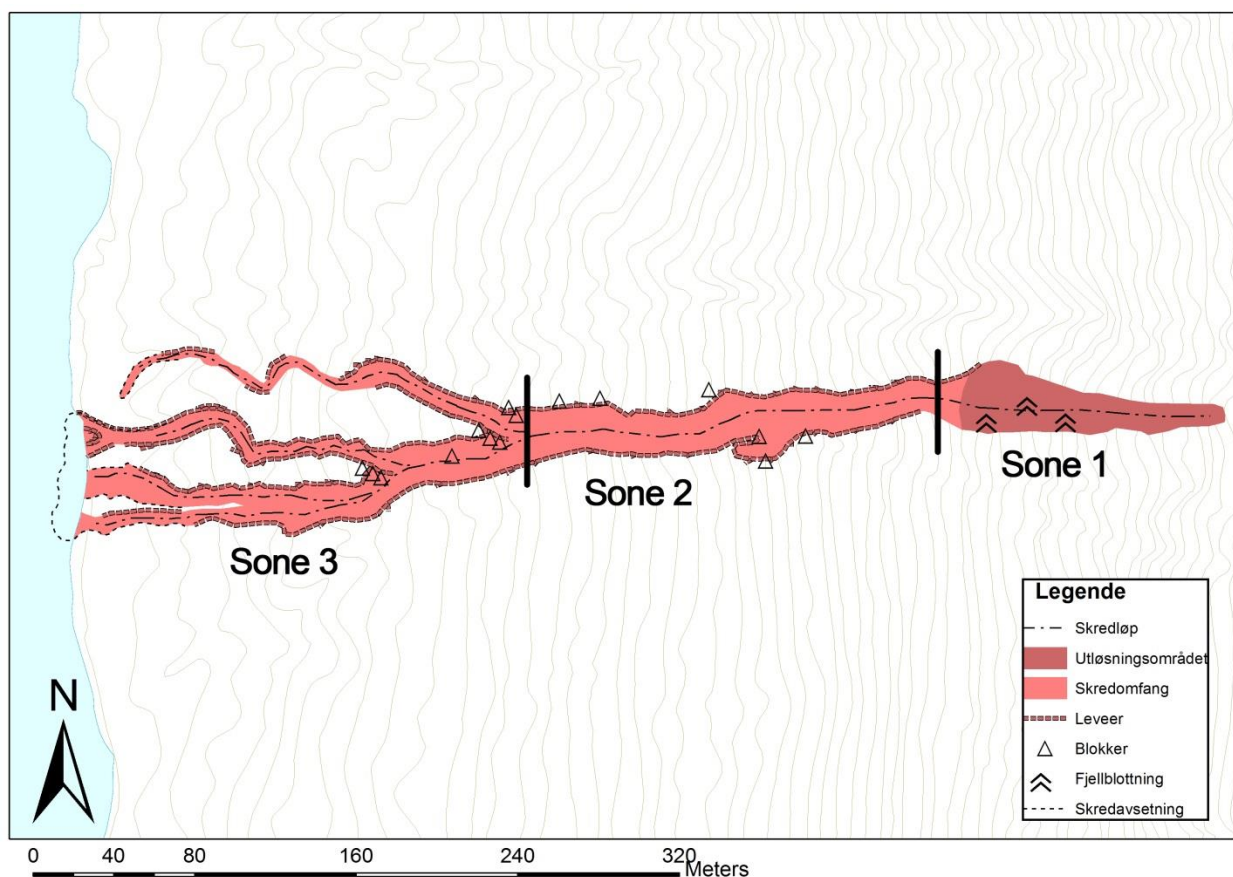 Sone 1
Sone 2
Sone 3
N
Legende
Skredløp
Utløsningsområdet
Skredomfang
Leveer
Blokker
Fjellblottning
Skredavsetning
0 40 80 160 240 320 Meters